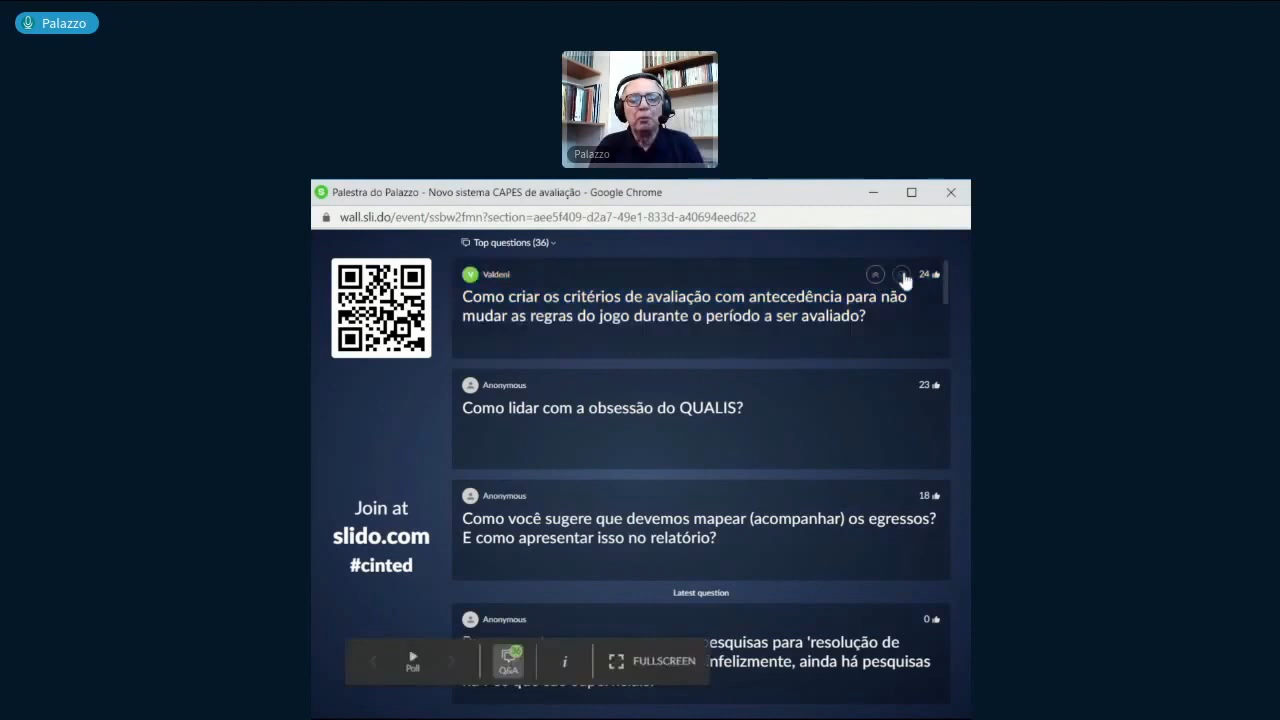 Palazzo
Palazzo
Palestra do Palazzo - Novo sistema CAPES de avaliação - Google Chrome
wall.sli.do/event/ssbw2fmn?section=aee5f409-d2a7-49e1-833d-a40694eed622
Top questions (36)
V Valdeni 24
Como criar os critérios de avaliação com antecedência para não
mudar as regras do jogo durante o período a ser avaliado?
Anonymous 23
Como lidar com a obsessão do QUALIS?
Anonymous 18
Como você sugere que devemos mapear (acompanhar) os egressos?
E como apresentar isso no relatório?
Join at
slido.com
#cinted
Latest question
Anonymous 0
esquisas para 'resolução de
nfelizmente, ainda há pesquisas
Poll
Q&A
i
FULLSCREEN